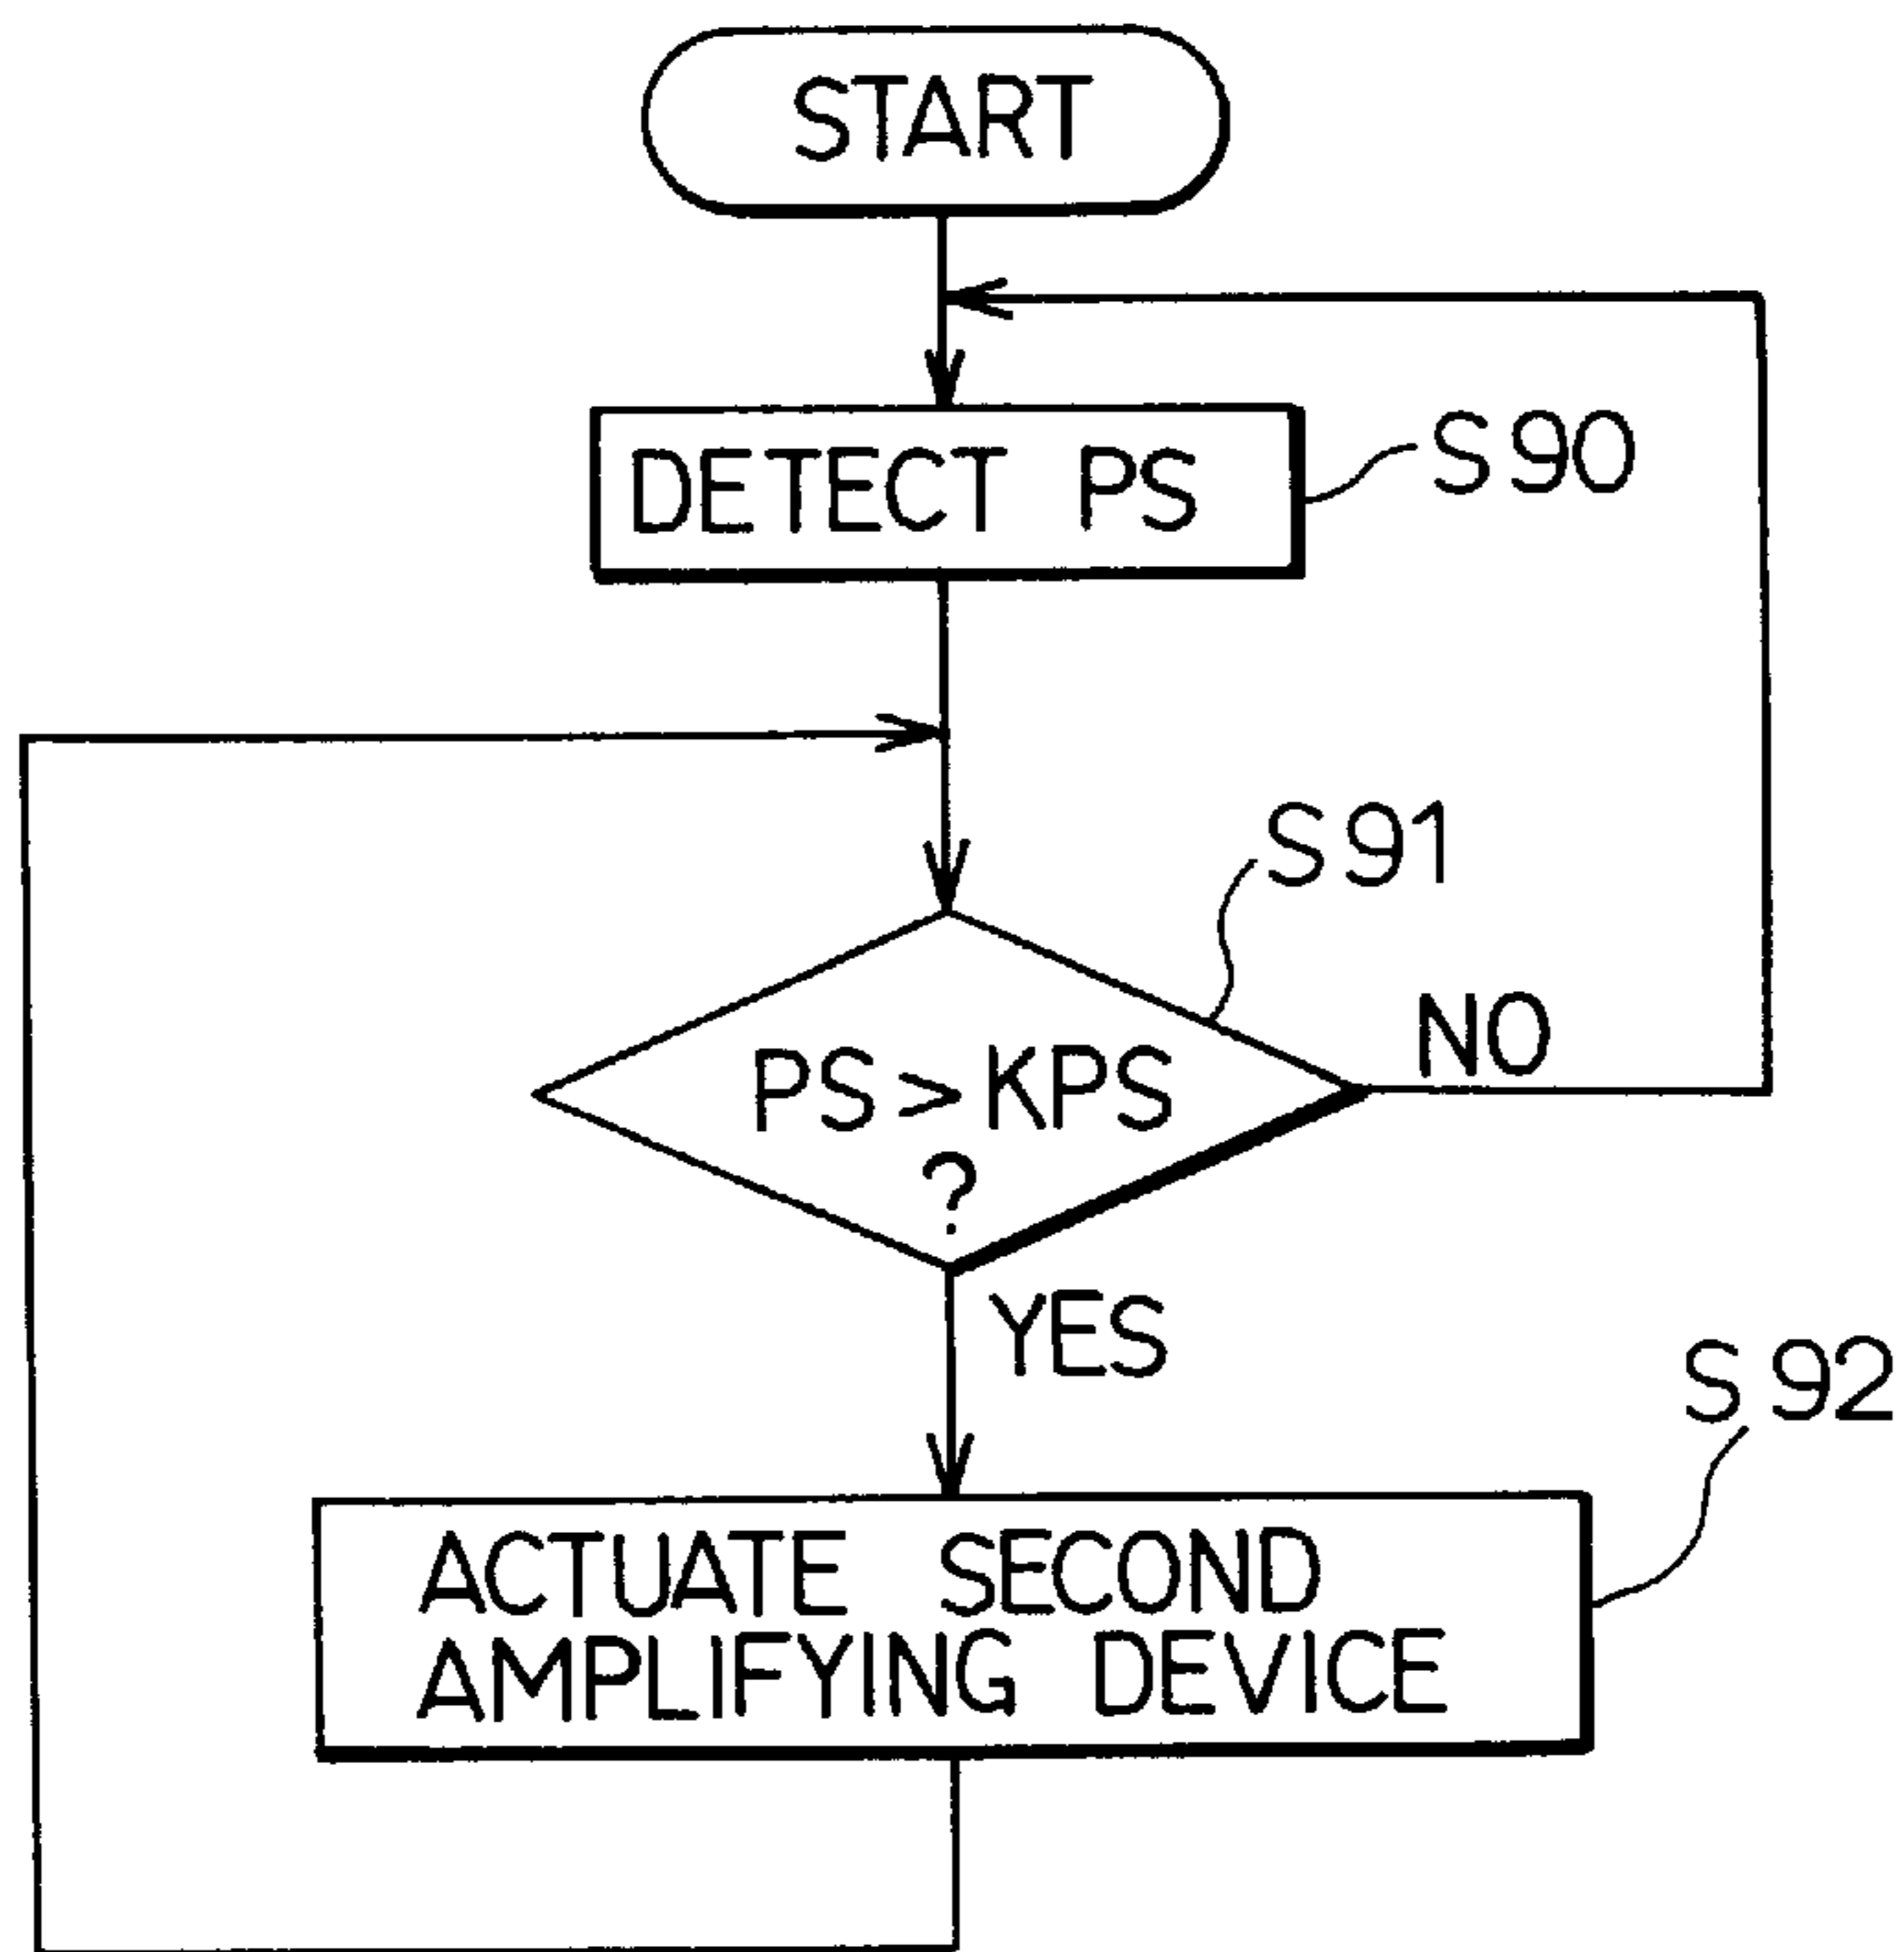 START
DETECT PS
S90
S91
PS>KPS
?
NO
YES
S92
ACTUATE SECOND
AMPLIFYING DEVICE